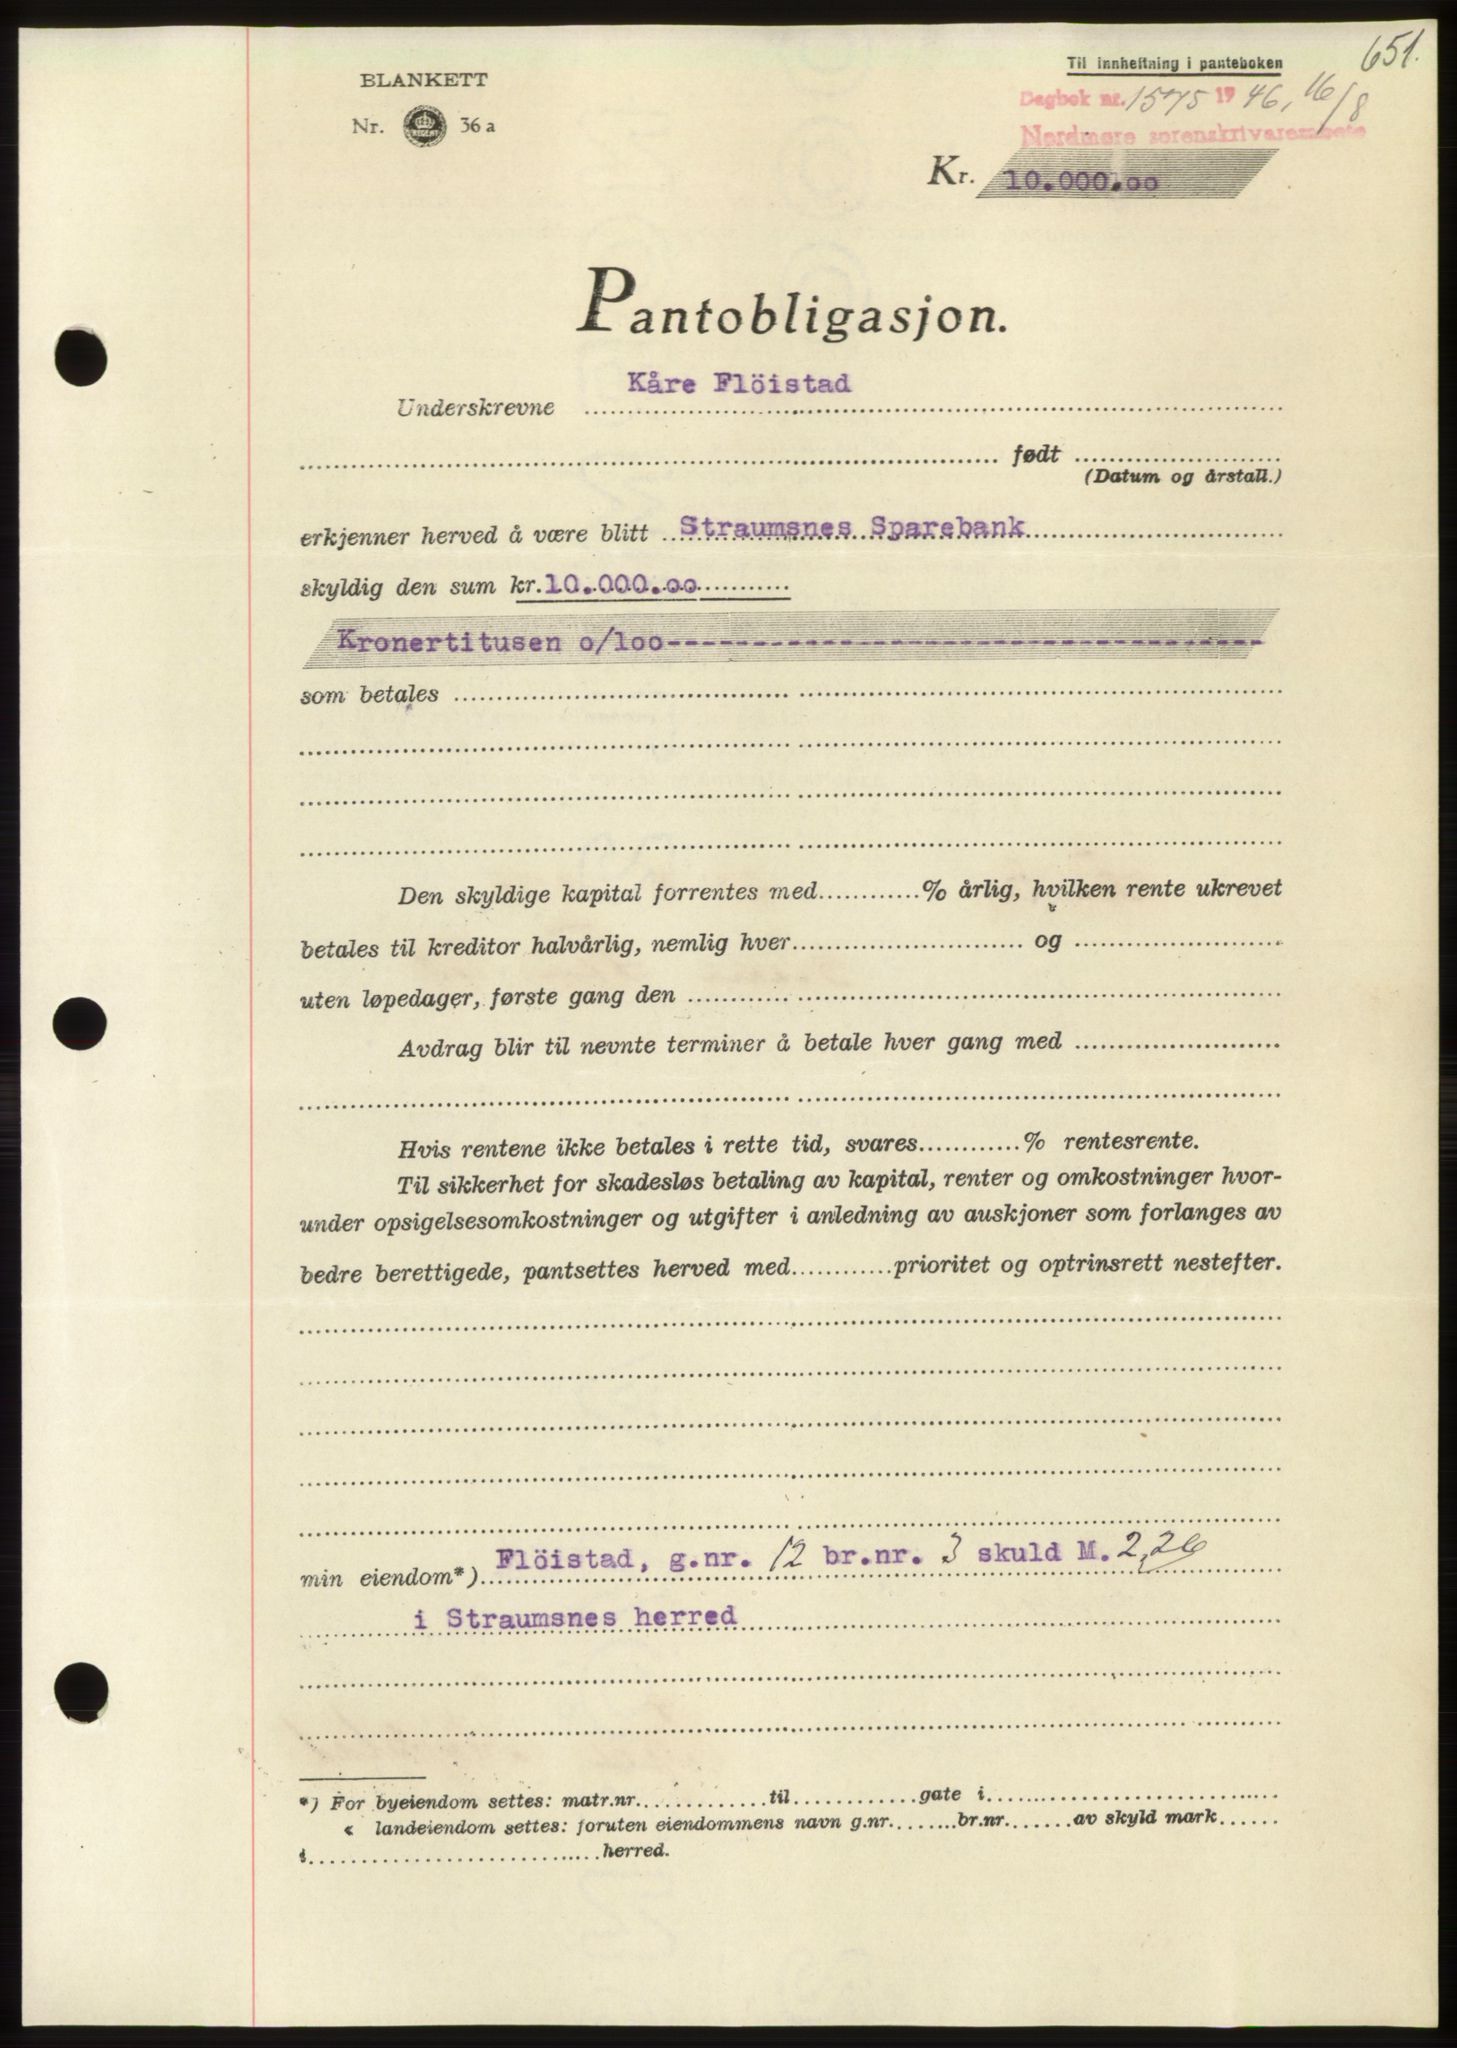 651.
Til innheftning i panteboken
BLANKETT
Dagbok nr. 1575 1946, 16/8
Nr. 36 a
Nordmøre sorenskriverembete
Kr. 10.000.oo
Pantobligasjon.
Kåre Flöistad
Underskrevne
født
(Datum og årstall.)
erkjenner herved å være blitt Straumsnes Sparebank
skyldig den sum kr. 10.000.oo
Kronertitusen o/1oo---
som betales
Den skyldige kapital forrentes med % årlig, hvilken rente ukrevet
betales til kreditor halvårlig, nemlig hver og
uten løpedager, første gang den
Avdrag blir til nevnte terminer å betale hver gang med
Hvis rentene ikke betales i rette tid, svares % rentesrente.
Til sikkerhet for skadesløs betaling av kapital, renter og omkostninger hvor-
under opsigelsesomkostninger og utgifter i anledning av auksjoner som forlanges av
bedre berettigede, pantsettes herved med prioritet og optrinsrett nestefter.
min eiendom*) Flöistad, g.nr. 12 br.nr. 3 skuld M. 2,26
i Straumsnes herred
*) For byeiendom settes: matr.nr. til gate i
« landeiendom settes: foruten eiendommens navn g.nr. br.nr. av skyld mark
i herred.